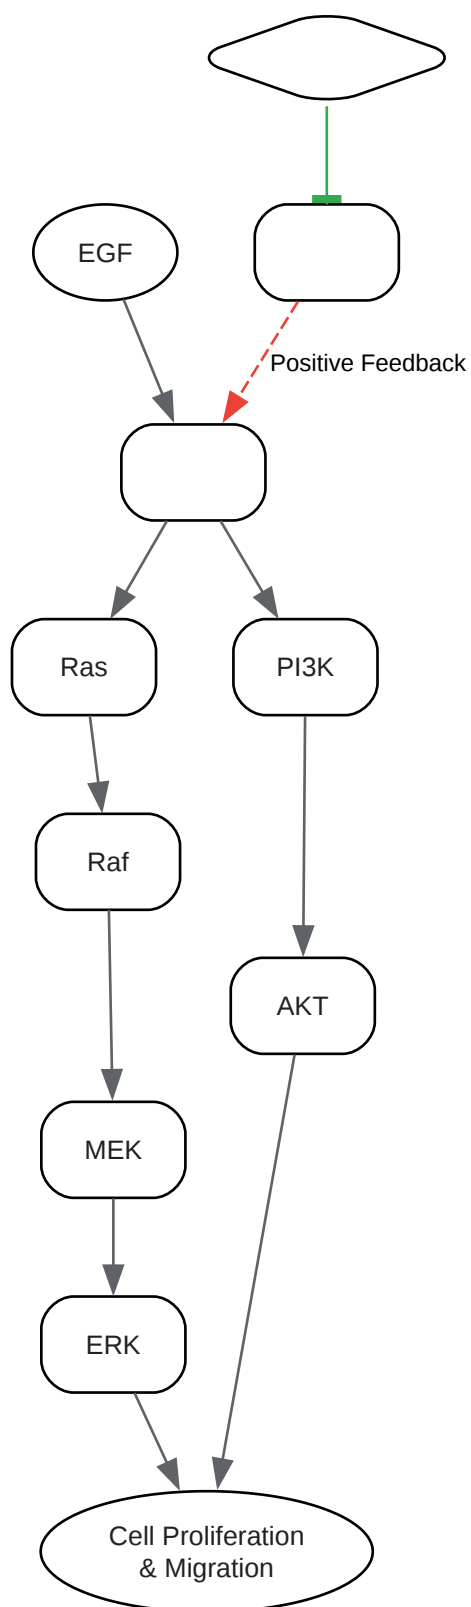 EGF
Positive Feedback
Ras
PI3K
Raf
AKT
MEK
ERK
Cell Proliferation
& Migration